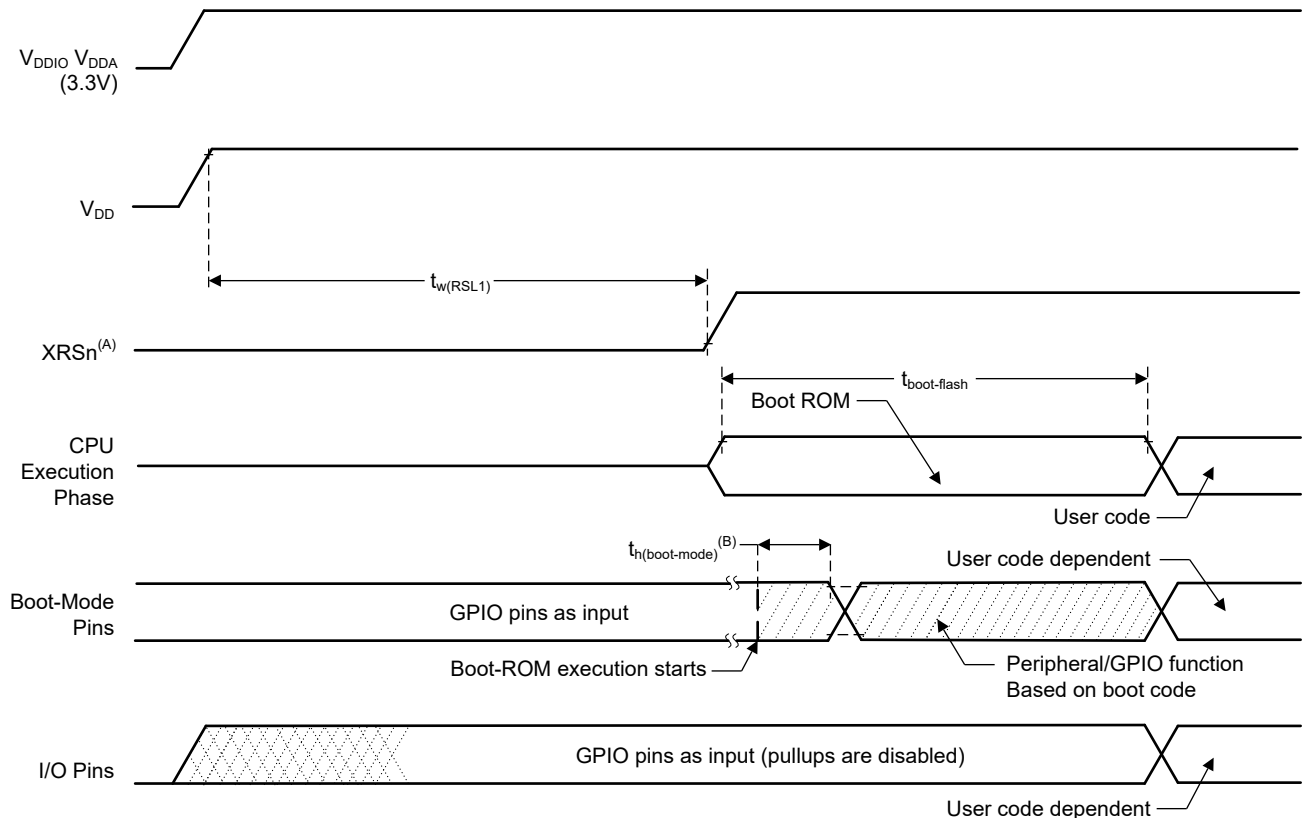 V_DDIO V_DDA
(3.3V)
V_DD
t_w(RSL1)
XRSn^(A)
t_boot-flash
Boot ROM
CPU
Execution
Phase
User code
t_h(boot-mode)^(B)
User code dependent
Boot-Mode
Pins
GPIO pins as input
Boot-ROM execution starts
Peripheral/GPIO function
Based on boot code
I/O Pins
GPIO pins as input (pullups are disabled)
User code dependent